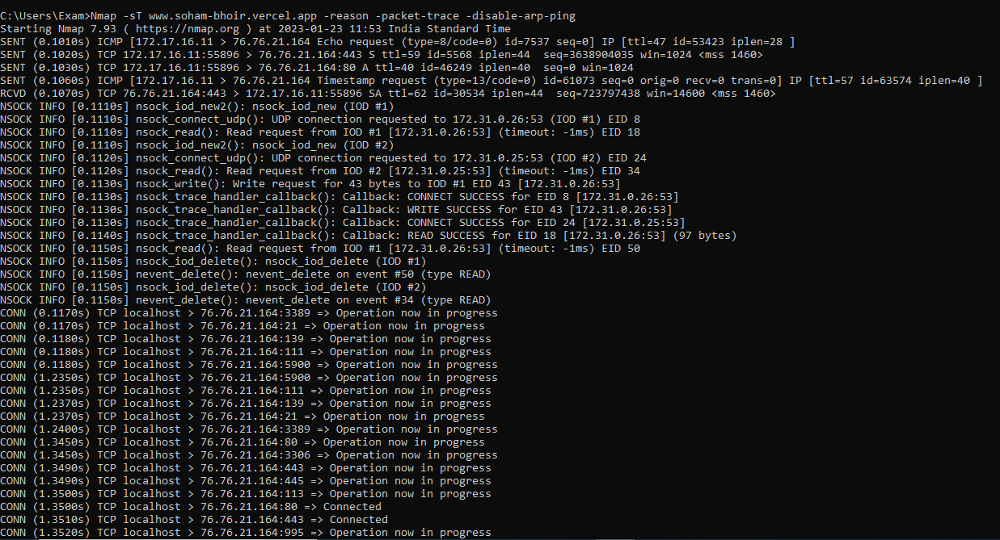 C:\Users\Exam>Nmap -sT www.soham-bhoir.vercel.app -reason -packet-trace -disable-arp-ping
Starting Nmap 7.93 ( https://nmap.org ) at 2023-01-23 11:53 India Standard Time
SENT (0.1010s) ICMP [172.17.16.11 > 76.76.21.164 Echo request (type=8/code=0) id=7537 seq=0] IP [ttl=47 id=53423 iplen=28 ]
SENT (0.1020s) TCP 172.17.16.11:55896 > 76.76.21.164:443 S ttl=59 id=5568 iplen=44  seq=3638904035 win=1024 <mss 1460>
SENT (0.1030s) TCP 172.17.16.11:55896 > 76.76.21.164:80 A ttl=40 id=46249 iplen=40  seq=0 win=1024
SENT (0.1060s) ICMP [172.17.16.11 > 76.76.21.164 Timestamp request (type=13/code=0) id=61073 seq=0 orig=0 recv=0 trans=0] IP [ttl=57 id=63574 iplen=40 ]
RCVD (0.1070s) TCP 76.76.21.164:443 > 172.17.16.11:55896 SA ttl=62 id=30534 iplen=44  seq=723797438 win=14600 <mss 1460>
NSOCK INFO [0.1110s] nsock_iod_new2(): nsock_iod_new (IOD #1)
NSOCK INFO [0.1110s] nsock_connect_udp(): UDP connection requested to 172.31.0.26:53 (IOD #1) EID 8
NSOCK INFO [0.1110s] nsock_read(): Read request from IOD #1 [172.31.0.26:53] (timeout: -1ms) EID 18
NSOCK INFO [0.1110s] nsock_iod_new2(): nsock_iod_new (IOD #2)
NSOCK INFO [0.1120s] nsock_connect_udp(): UDP connection requested to 172.31.0.25:53 (IOD #2) EID 24
NSOCK INFO [0.1120s] nsock_read(): Read request from IOD #2 [172.31.0.25:53] (timeout: -1ms) EID 34
NSOCK INFO [0.1130s] nsock_write(): Write request for 43 bytes to IOD #1 EID 43 [172.31.0.26:53]
NSOCK INFO [0.1130s] nsock_trace_handler_callback(): Callback: CONNECT SUCCESS for EID 8 [172.31.0.26:53]
NSOCK INFO [0.1130s] nsock_trace_handler_callback(): Callback: WRITE SUCCESS for EID 43 [172.31.0.26:53]
NSOCK INFO [0.1130s] nsock_trace_handler_callback(): Callback: CONNECT SUCCESS for EID 24 [172.31.0.25:53]
NSOCK INFO [0.1140s] nsock_trace_handler_callback(): Callback: READ SUCCESS for EID 18 [172.31.0.26:53] (97 bytes)
NSOCK INFO [0.1150s] nsock_read(): Read request from IOD #1 [172.31.0.26:53] (timeout: -1ms) EID 50
NSOCK INFO [0.1150s] nsock_iod_delete(): nsock_iod_delete (IOD #1)
NSOCK INFO [0.1150s] nevent_delete(): nevent_delete on event #50 (type READ)
NSOCK INFO [0.1150s] nsock_iod_delete(): nsock_iod_delete (IOD #2)
NSOCK INFO [0.1150s] nevent_delete(): nevent_delete on event #34 (type READ)
CONN (0.1170s) TCP localhost > 76.76.21.164:3389 => Operation now in progress
CONN (0.1170s) TCP localhost > 76.76.21.164:21 => Operation now in progress
CONN (0.1180s) TCP localhost > 76.76.21.164:139 => Operation now in progress
CONN (0.1180s) TCP localhost > 76.76.21.164:111 => Operation now in progress
CONN (0.1180s) TCP localhost > 76.76.21.164:5900 => Operation now in progress
CONN (1.2350s) TCP localhost > 76.76.21.164:5900 => Operation now in progress
CONN (1.2350s) TCP localhost > 76.76.21.164:111 => Operation now in progress
CONN (1.2370s) TCP localhost > 76.76.21.164:139 => Operation now in progress
CONN (1.2370s) TCP localhost > 76.76.21.164:21 => Operation now in progress
CONN (1.2400s) TCP localhost > 76.76.21.164:3389 => Operation now in progress
CONN (1.3450s) TCP localhost > 76.76.21.164:80 => Operation now in progress
CONN (1.3450s) TCP localhost > 76.76.21.164:3306 => Operation now in progress
CONN (1.3490s) TCP localhost > 76.76.21.164:443 => Operation now in progress
CONN (1.3490s) TCP localhost > 76.76.21.164:445 => Operation now in progress
CONN (1.3500s) TCP localhost > 76.76.21.164:113 => Operation now in progress
CONN (1.3500s) TCP localhost > 76.76.21.164:80 => Connected
CONN (1.3510s) TCP localhost > 76.76.21.164:443 => Connected
CONN (1.3520s) TCP localhost > 76.76.21.164:995 => Operation now in progress